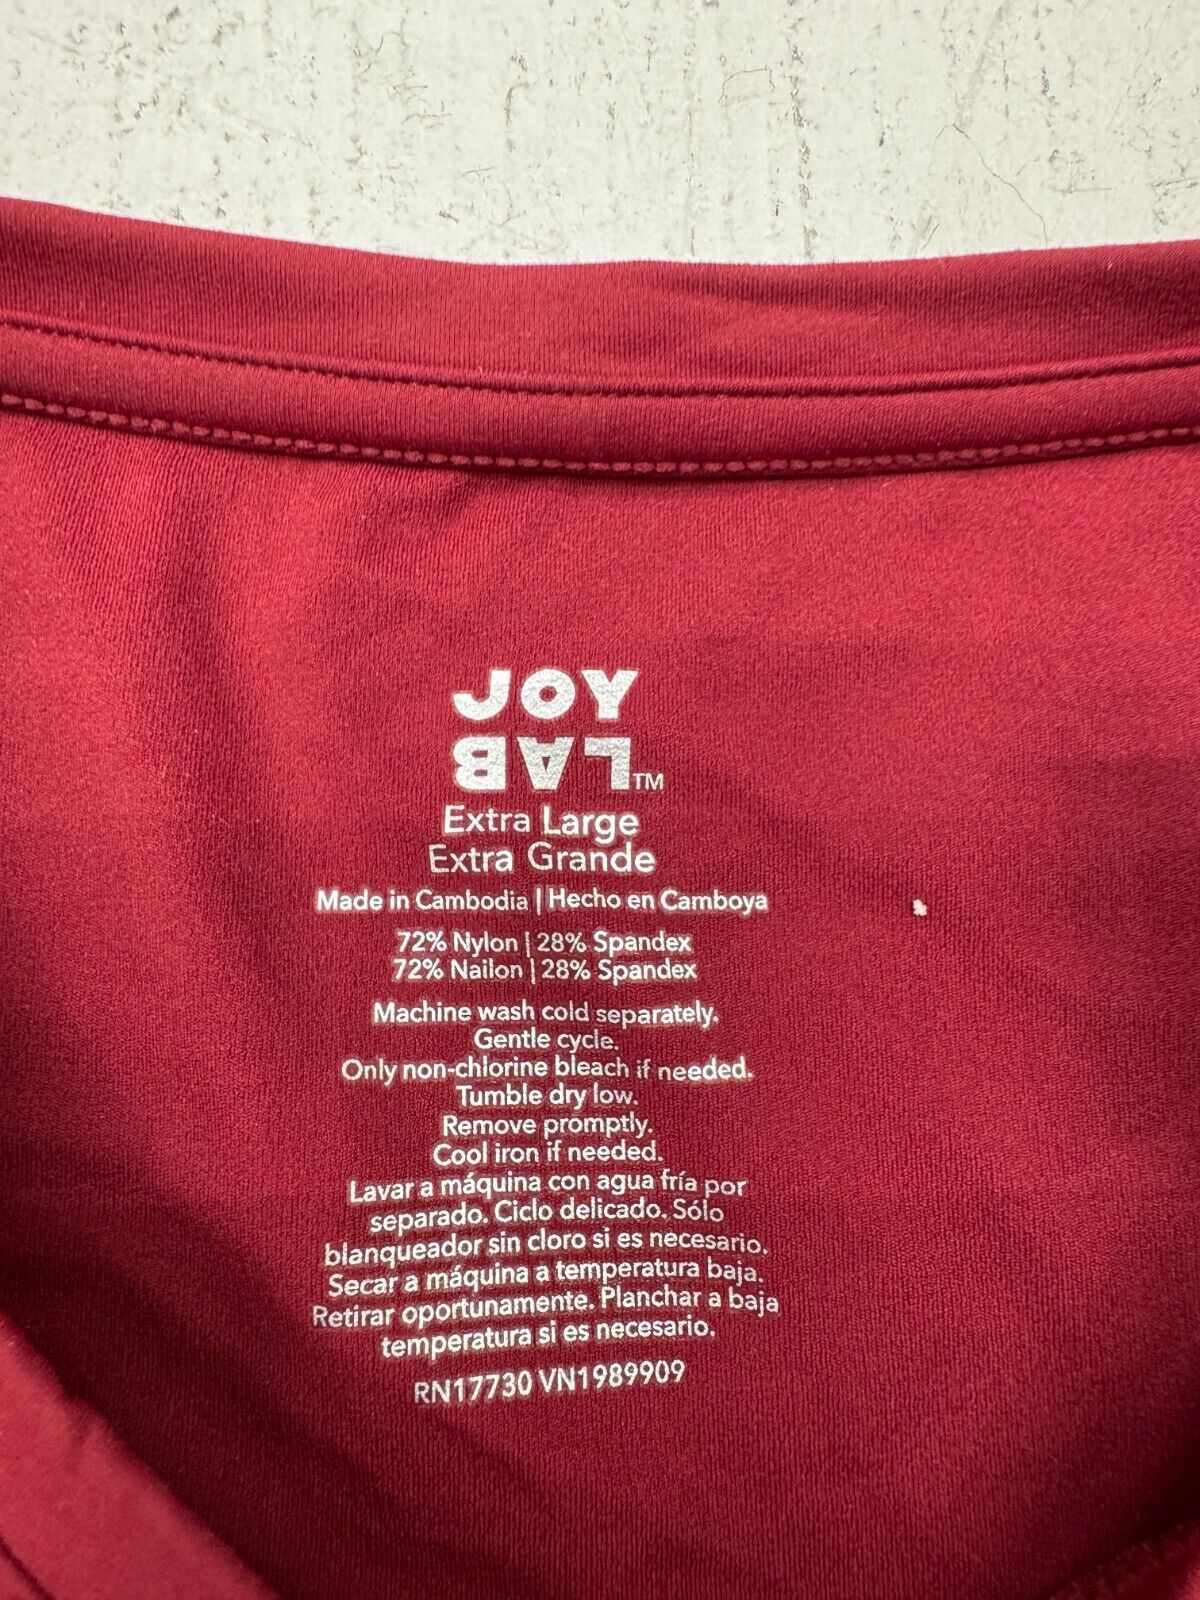 JOY
LAB™
Extra Large
Extra Grande
Made in Cambodia | Hecho en Camboya
72% Nylon | 28% Spandex
72% Nailon | 28% Spandex
Machine wash cold separately.
Gentle cycle.
Only non-chlorine bleach if needed.
Tumble dry low.
Remove promptly.
Cool iron if needed.
Lavar a máquina con agua fría por
separado. Ciclo delicado. Sólo
blanqueador sin cloro si es necesario.
Secar a máquina a temperatura baja.
Retirar oportunamente. Planchar a baja
temperatura si es necesario.
RN17730 VN1989909